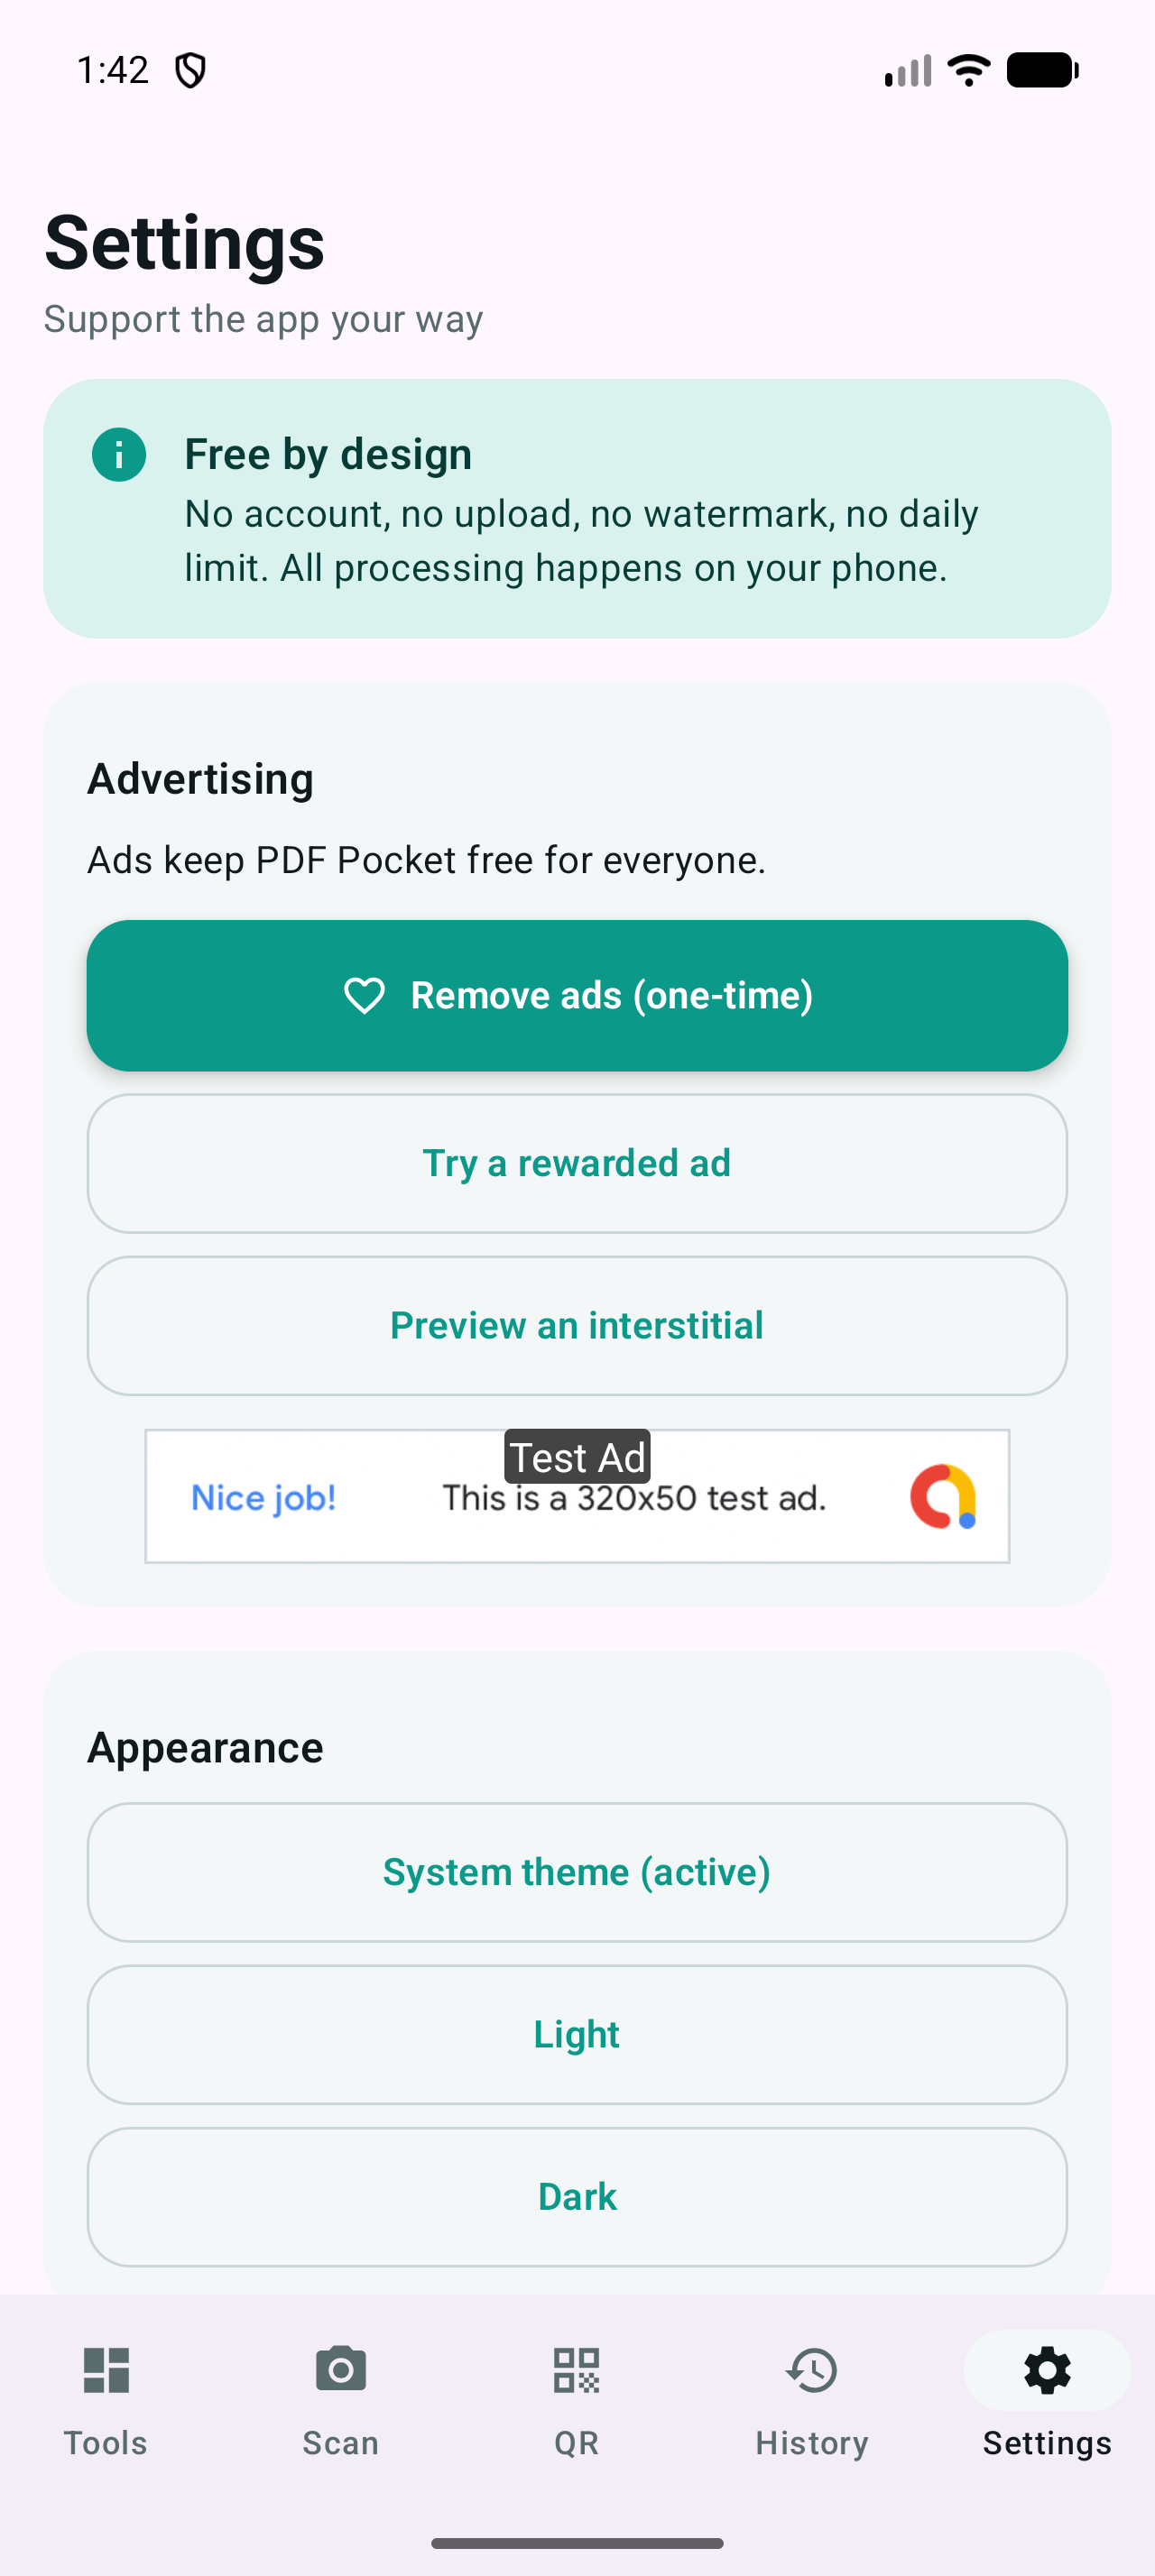 1:42
Settings
Support the app your way
Free by design
No account, no upload, no watermark, no daily
limit. All processing happens on your phone.
Advertising
Ads keep PDF Pocket free for everyone.
Remove ads (one-time)
Try a rewarded ad
Preview an interstitial
Test Ad
Nice job! This is a 320x50 test ad.
Appearance
System theme (active)
Light
Dark
Tools Scan QR History Settings